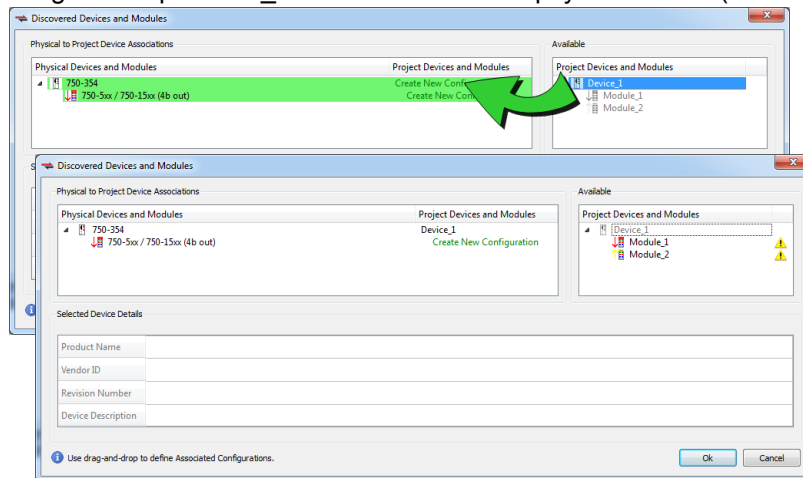 Discovered Devices and Modules
Physical to Project Device Associations
Available
Physical Devices and Modules
Project Devices and Modules
Project Devices and Modules
750-354
Create New
Device_1
750-5xx / 750-15xx (4b out)
Create New
Module_1
Module_2
Discovered Devices and Modules
Physical to Project Device Associations
Available
Physical Devices and Modules
Project Devices and Modules
Project Devices and Modules
750-354
Device_1
Device_1
750-5xx / 750-15xx (4b out)
Create New Configuration
Module_1
Module_2
Selected Device Details
Product Name
Vendor ID
Revision Number
Device Description
Use drag-and-drop to define Associated Configurations.
Ok
Cancel